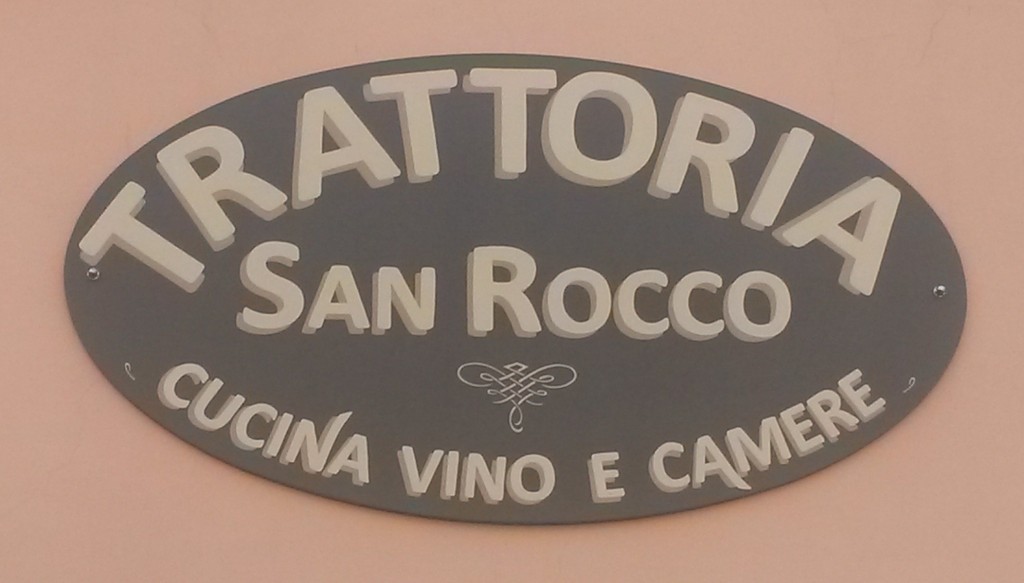 TRATTORIA
SAN ROCCO
CUCINA VINO E CAMERE